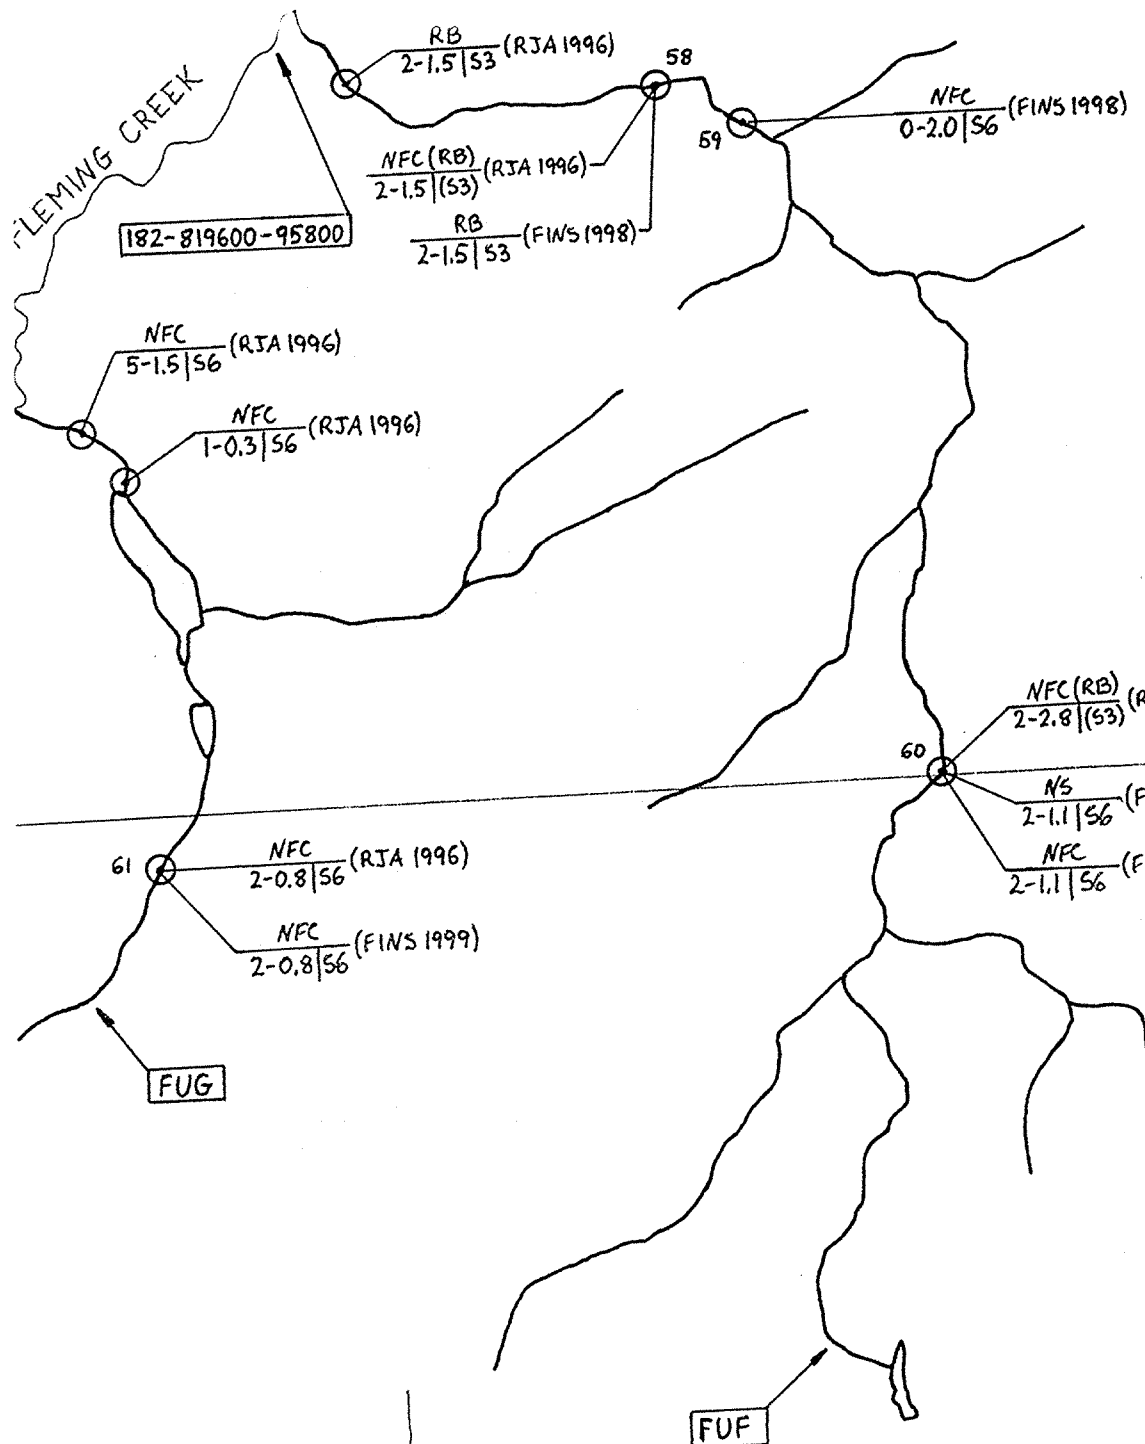 RB
2-1.5|S3 (RJA 1996)
58
FLEMING CREEK
NFC
0-2.0|S6 (FINS 1998)
59
NFC(RB)
2-1.5|(S3) (RJA 1996)
RB
2-1.5|S3 (FINS 1998)
182-819600-95800
NFC
5-1.5|S6 (RJA 1996)
NFC
1-0.3|S6 (RJA 1996)
NFC(RB)
2-2.8|(S3) (R
60
NS
2-1.1|S6 (F
NFC
2-1.1|S6 (F
61
NFC
2-0.8|S6 (RJA 1996)
NFC
2-0.8|S6 (FINS 1999)
FUG
FUF